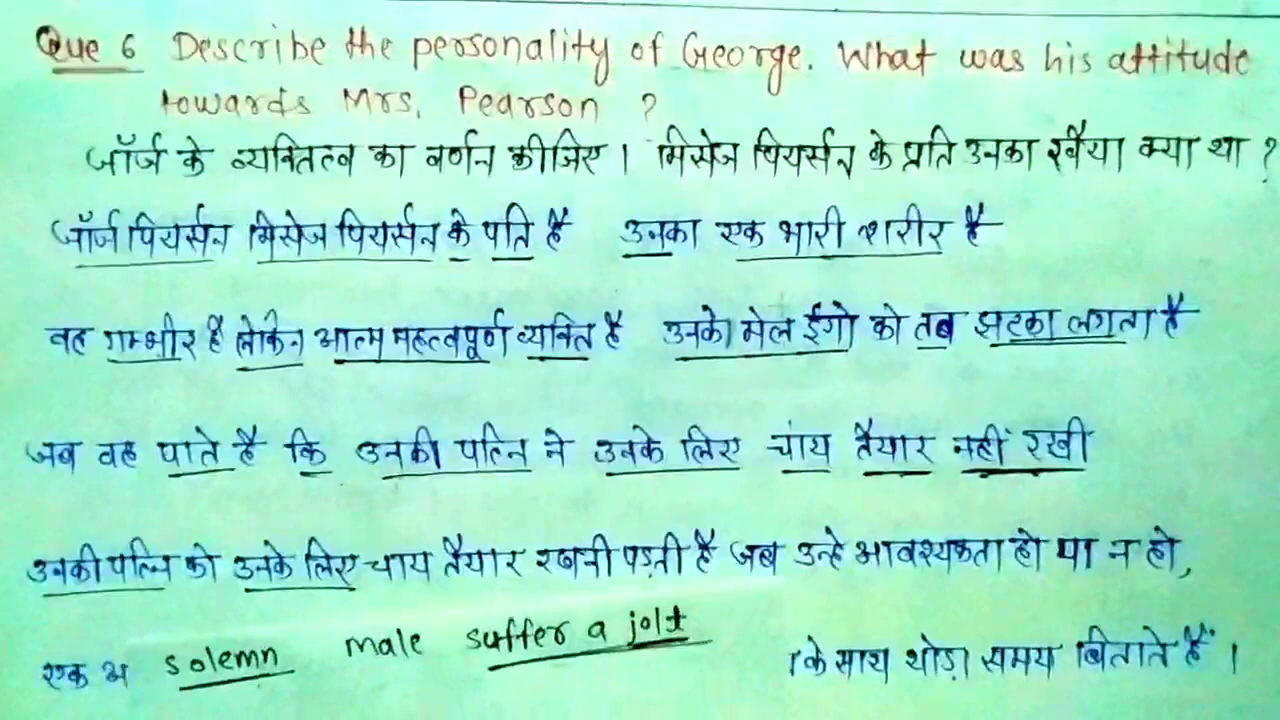 Que 6 Describe the personality of George. What was his attitude
towards Mrs. Pearson ?
जॉर्ज के व्यक्तित्व का वर्णन कीजिए । मिसेज पियर्सन के प्रति उनका रवैया क्या था ?
जॉर्ज पियर्सन मिसेज पियर्सन के पति है उनका एक भारी शरीर है
वह गम्भीर है लेकिन आत्म महत्वपूर्ण व्यक्ति है उनके मेल ईगो को तब झटका लगता है
जब वह पाते है कि उनकी पत्नि ने उनके लिए चाय तैयार नहीं रखी
उनकी पत्नि को उनके लिए चाय तैयार रखनी पड़ती है जब उन्हे आवश्यकता हो या न हो,
एक solemn male suffer a jolt के साथ थोड़ा समय बिताते हैं ।